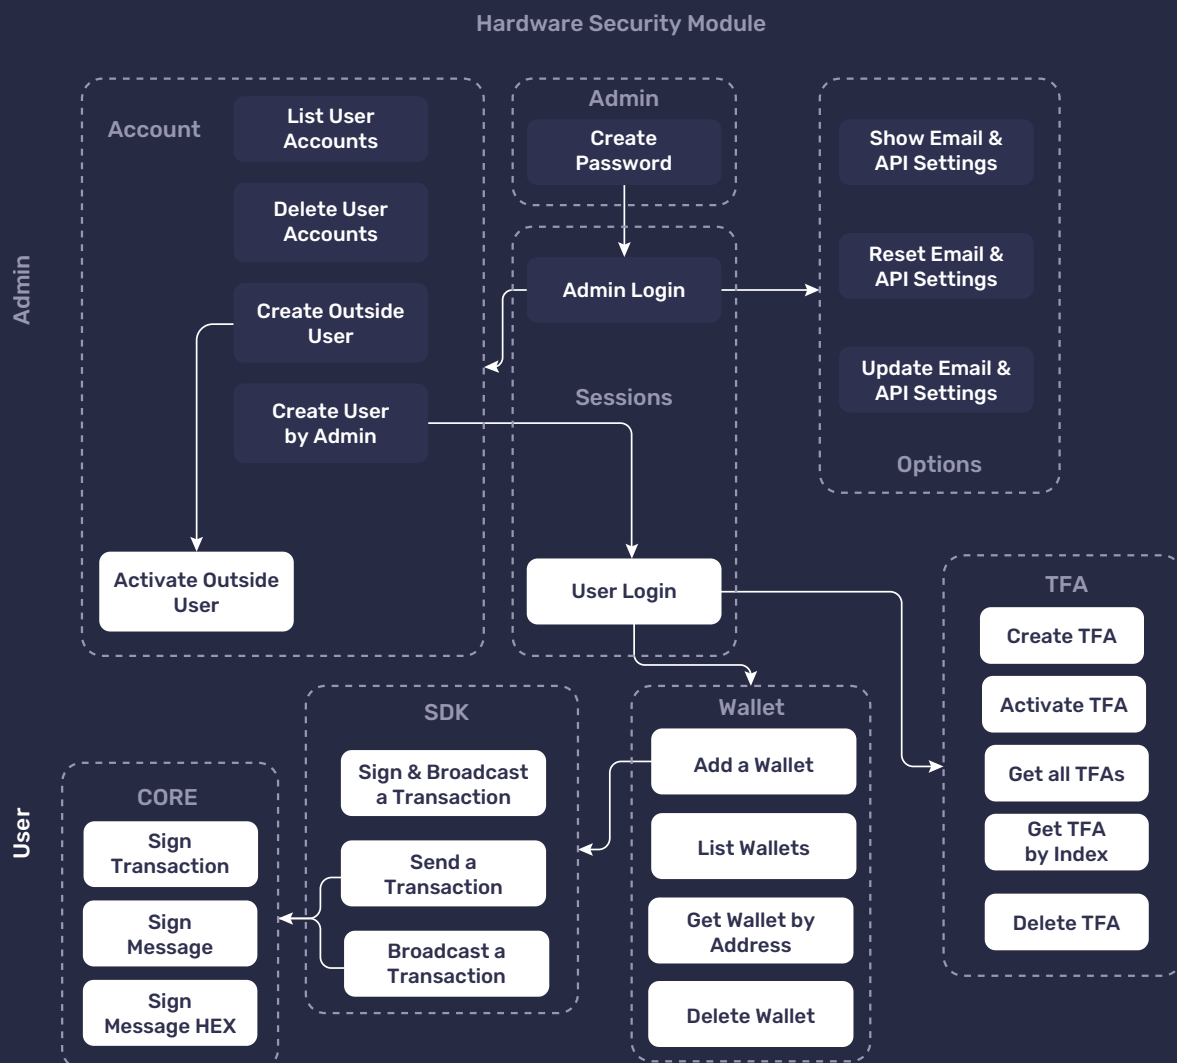 Hardware Security Module
Admin
Account
List User
Accounts
Delete User
Accounts
Create Outside
User
Create User
by Admin
Activate Outside
User
Admin
Create
Password
Admin Login
Sessions
User Login
Show Email &
API Settings
Reset Email &
API Settings
Update Email &
API Settings
Options
User
CORE
Sign
Transaction
Sign
Message
Sign
Message HEX
SDK
Sign & Broadcast
a Transaction
Send a
Transaction
Broadcast a
Transaction
Wallet
Add a Wallet
List Wallets
Get Wallet by
Address
Delete Wallet
TFA
Create TFA
Activate TFA
Get all TFAs
Get TFA
by Index
Delete TFA